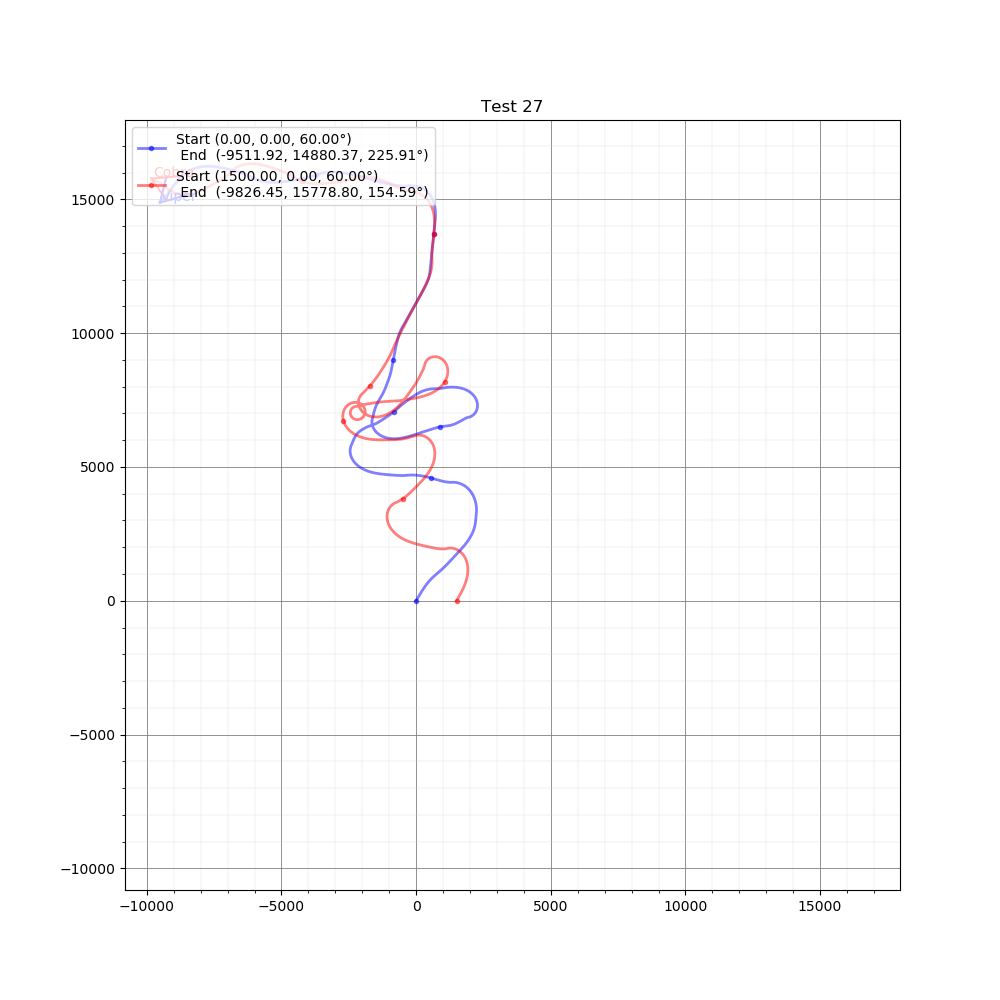 Test 27
Start (0.00, 0.00, 60.00°)
End  (-9511.92, 14880.37, 225.91°)
Start (1500.00, 0.00, 60.00°)
End  (-9826.45, 15778.80, 154.59°)
15000
10000
5000
0
−5000
−10000
−10000
−5000
0
5000
10000
15000